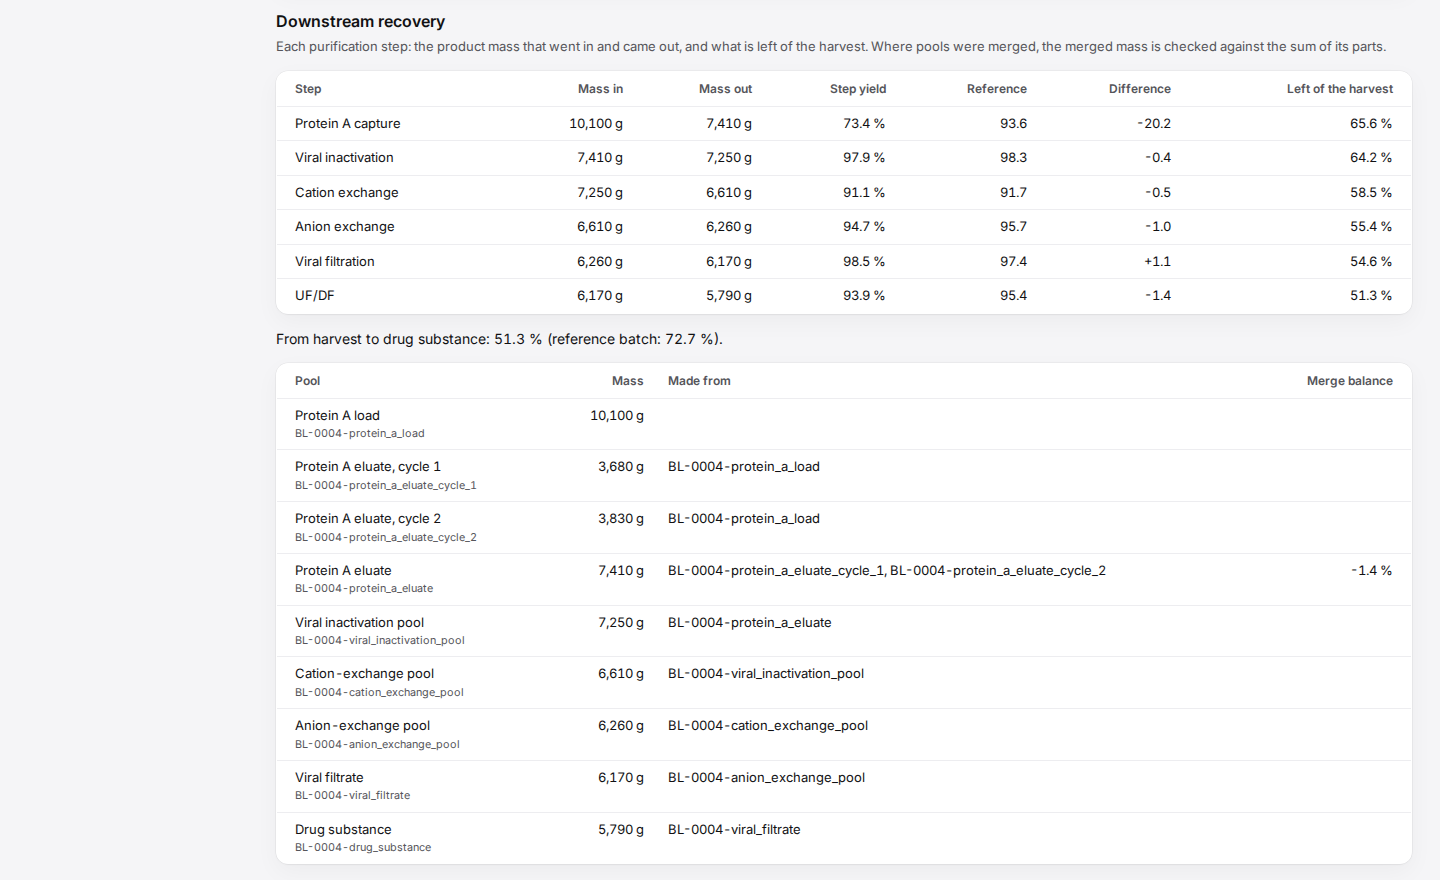 Downstream recovery
Each purification step: the product mass that went in and came out, and what is left of the harvest. Where pools were merged, the merged mass is checked against the sum of its parts.
Step Mass in Mass out Step yield Reference Difference Left of the harvest
Protein A capture 10,100 g 7,410 g 73.4 % 93.6 -20.2 65.6 %
Viral inactivation 7,410 g 7,250 g 97.9 % 98.3 -0.4 64.2 %
Cation exchange 7,250 g 6,610 g 91.1 % 91.7 -0.5 58.5 %
Anion exchange 6,610 g 6,260 g 94.7 % 95.7 -1.0 55.4 %
Viral filtration 6,260 g 6,170 g 98.5 % 97.4 +1.1 54.6 %
UF/DF 6,170 g 5,790 g 93.9 % 95.4 -1.4 51.3 %
From harvest to drug substance: 51.3 % (reference batch: 72.7 %).
Pool Mass Made from Merge balance
Protein A load 10,100 g
BL-0004-protein_a_load
Protein A eluate, cycle 1 3,680 g BL-0004-protein_a_load
BL-0004-protein_a_eluate_cycle_1
Protein A eluate, cycle 2 3,830 g BL-0004-protein_a_load
BL-0004-protein_a_eluate_cycle_2
Protein A eluate 7,410 g BL-0004-protein_a_eluate_cycle_1, BL-0004-protein_a_eluate_cycle_2 -1.4 %
BL-0004-protein_a_eluate
Viral inactivation pool 7,250 g BL-0004-protein_a_eluate
BL-0004-viral_inactivation_pool
Cation-exchange pool 6,610 g BL-0004-viral_inactivation_pool
BL-0004-cation_exchange_pool
Anion-exchange pool 6,260 g BL-0004-cation_exchange_pool
BL-0004-anion_exchange_pool
Viral filtrate 6,170 g BL-0004-anion_exchange_pool
BL-0004-viral_filtrate
Drug substance 5,790 g BL-0004-viral_filtrate
BL-0004-drug_substance